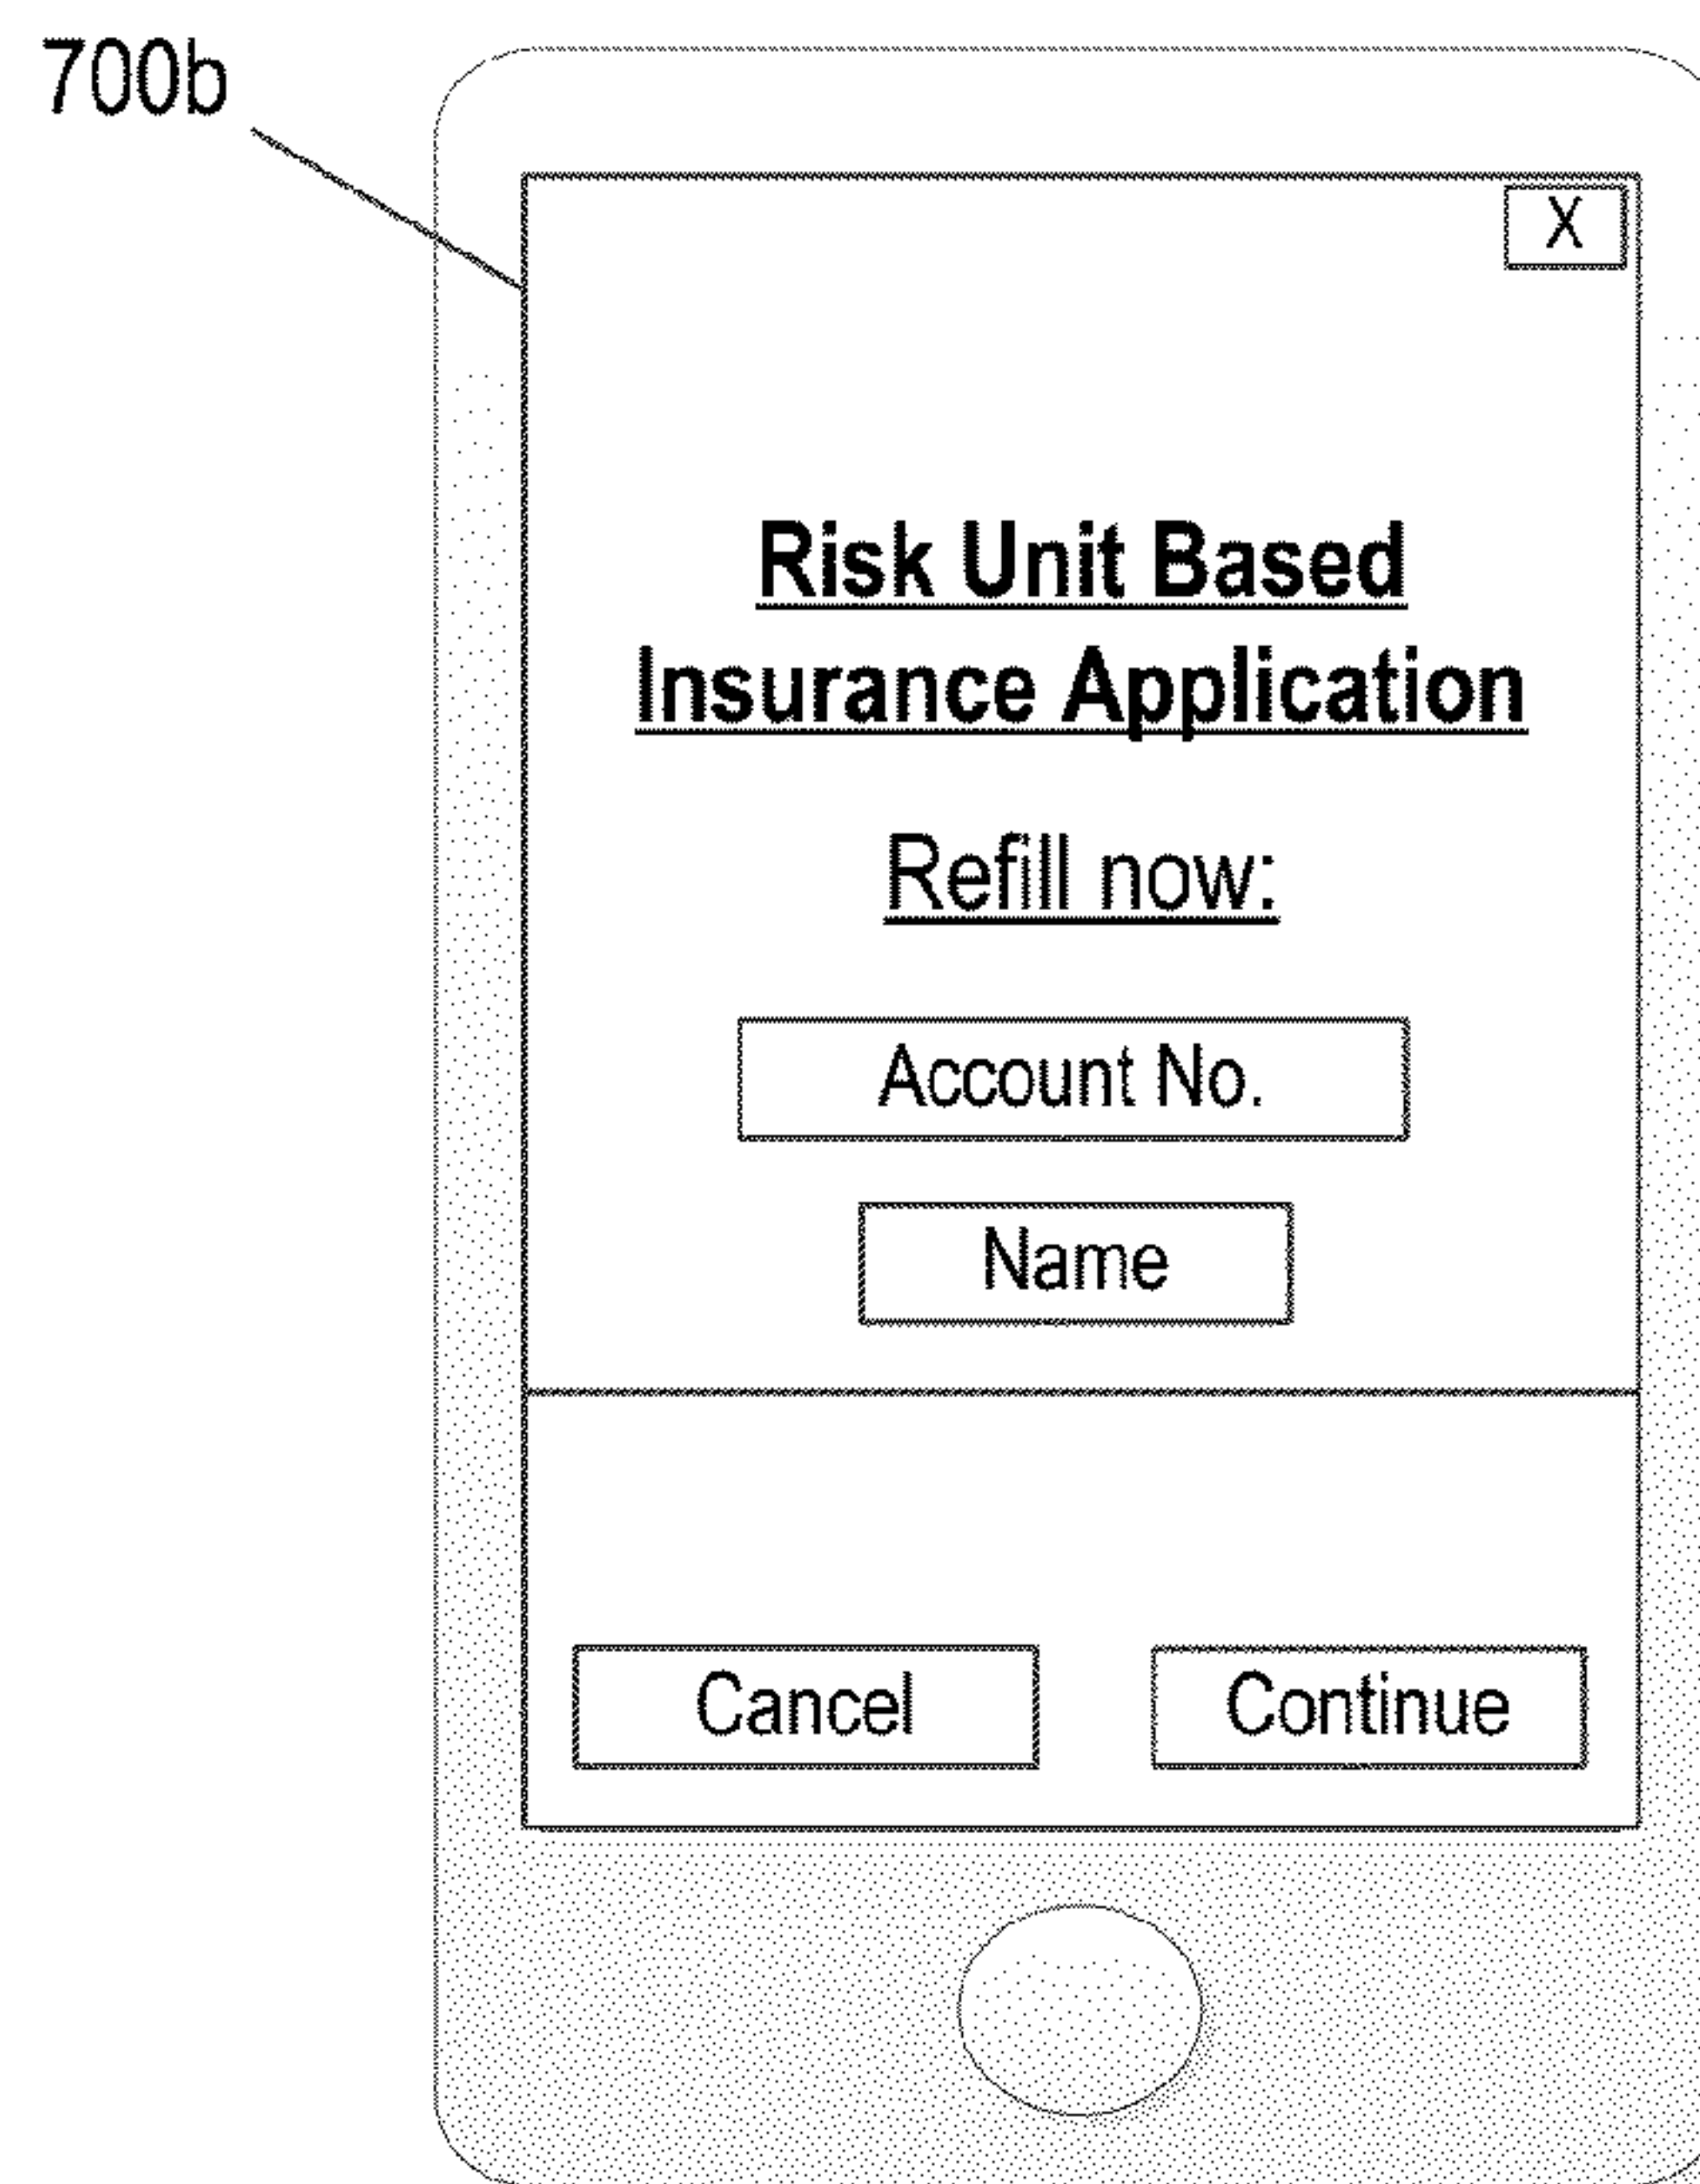 700b
X
Risk Unit Based
Insurance Application
Refill now:
Account No.
Name
Cancel Continue